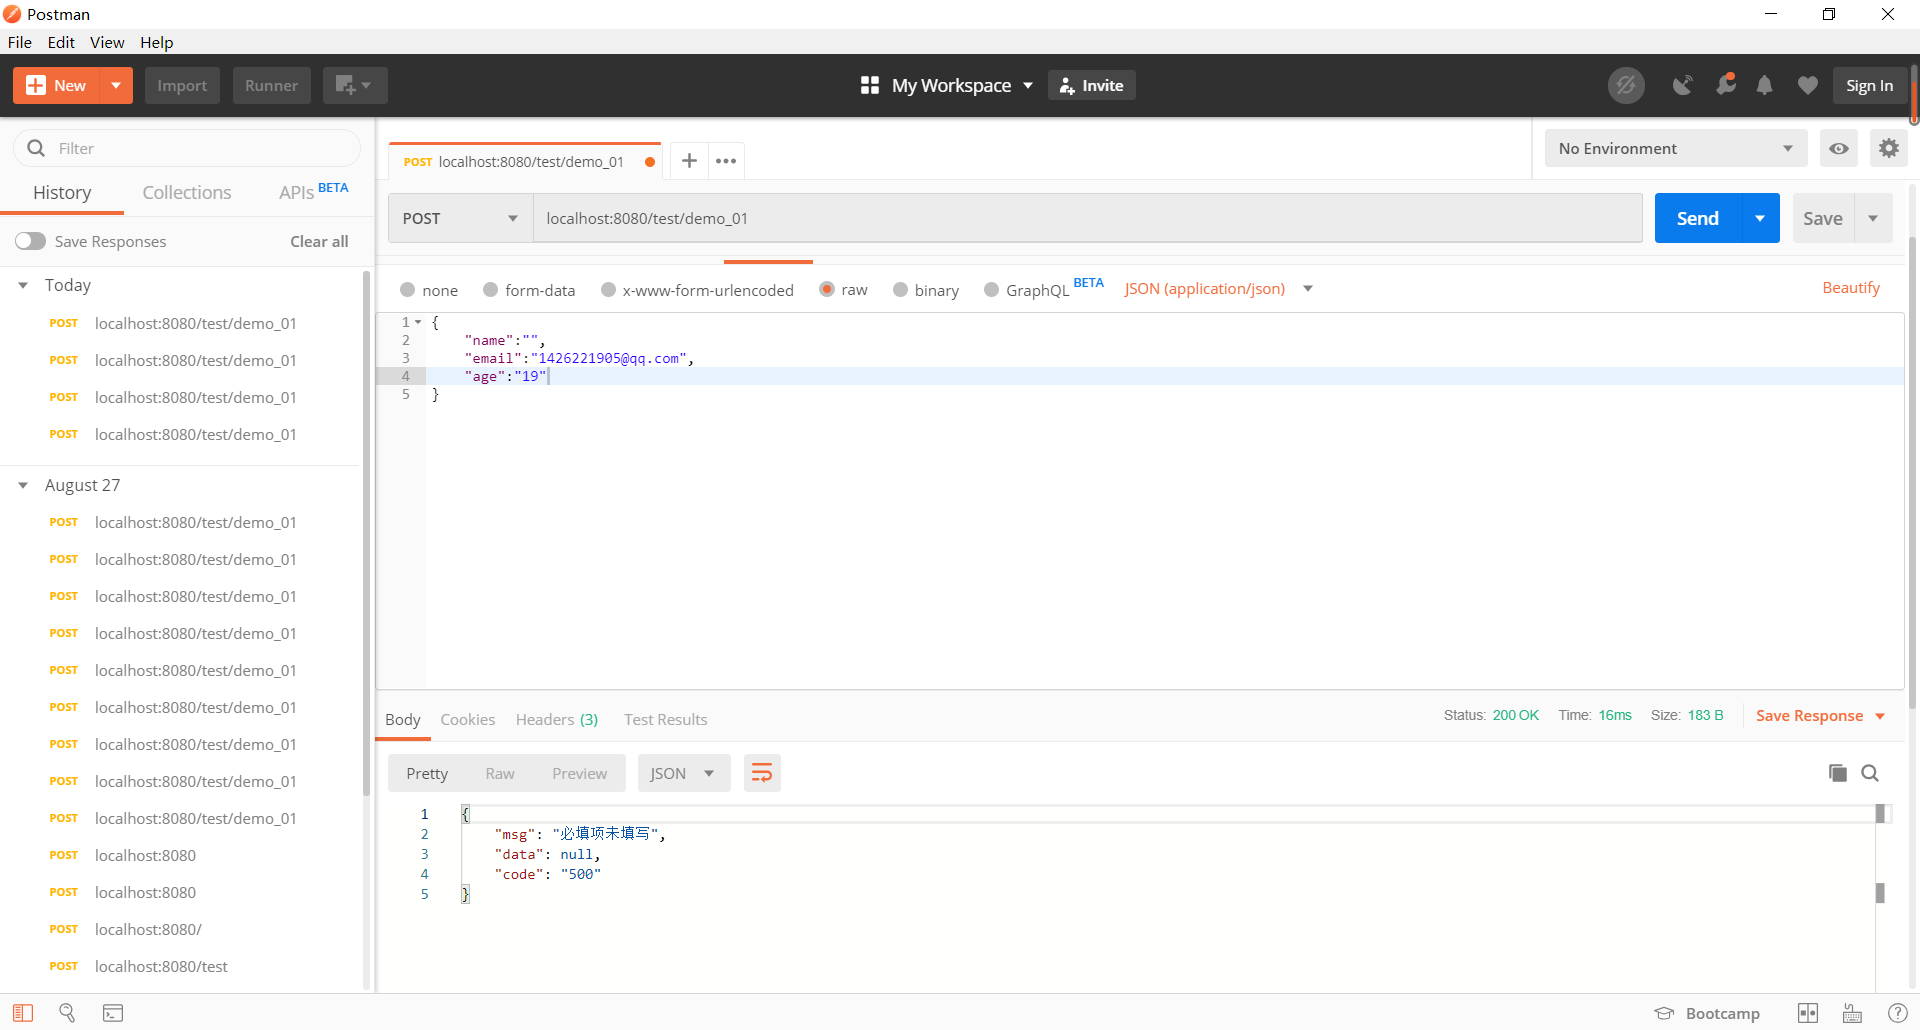 Postman
File Edit View Help
New Import Runner My Workspace Invite Sign In
Filter
History Collections APIs BETA
Save Responses Clear all
Today
POST localhost:8080/test/demo_01
POST localhost:8080/test/demo_01
POST localhost:8080/test/demo_01
POST localhost:8080/test/demo_01
August 27
POST localhost:8080/test/demo_01
POST localhost:8080/test/demo_01
POST localhost:8080/test/demo_01
POST localhost:8080/test/demo_01
POST localhost:8080/test/demo_01
POST localhost:8080/test/demo_01
POST localhost:8080/test/demo_01
POST localhost:8080/test/demo_01
POST localhost:8080/test/demo_01
POST localhost:8080
POST localhost:8080
POST localhost:8080/
POST localhost:8080/test
POST localhost:8080/test/demo_01
No Environment
POST localhost:8080/test/demo_01 Send Save
none form-data x-www-form-urlencoded raw binary GraphQL BETA JSON (application/json) Beautify
1 {
2 "name":"",
3 "email":"1426221905@qq.com",
4 "age":"19"
5 }
Body Cookies Headers (3) Test Results Status: 200 OK Time: 16ms Size: 183 B Save Response
Pretty Raw Preview JSON
1 {
2 "msg": "必填项未填写",
3 "data": null,
4 "code": "500"
5 }
Bootcamp